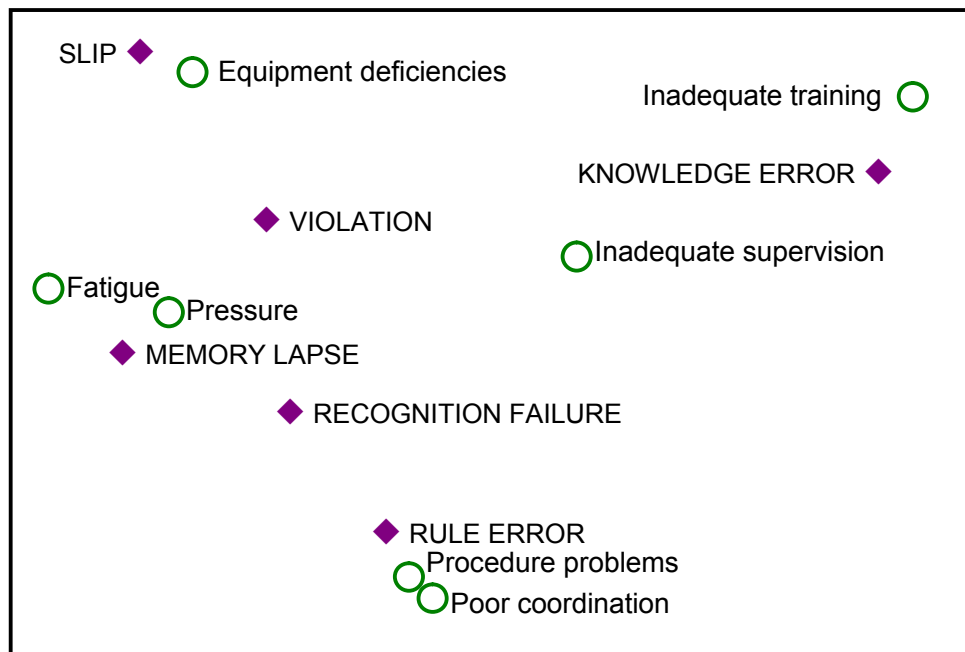 SLIP
Equipment deficiencies
Inadequate training
KNOWLEDGE ERROR
VIOLATION
Inadequate supervision
Fatigue
Pressure
MEMORY LAPSE
RECOGNITION FAILURE
RULE ERROR
Procedure problems
Poor coordination